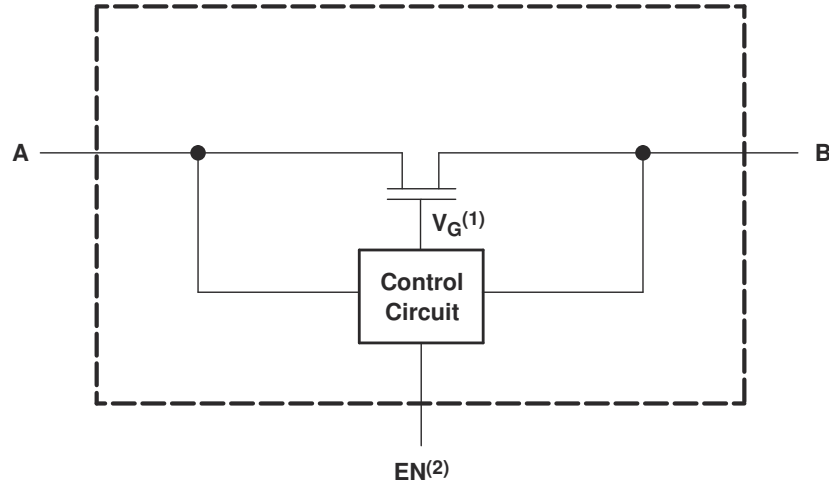 A
B
VG(1)
Control
Circuit
EN(2)